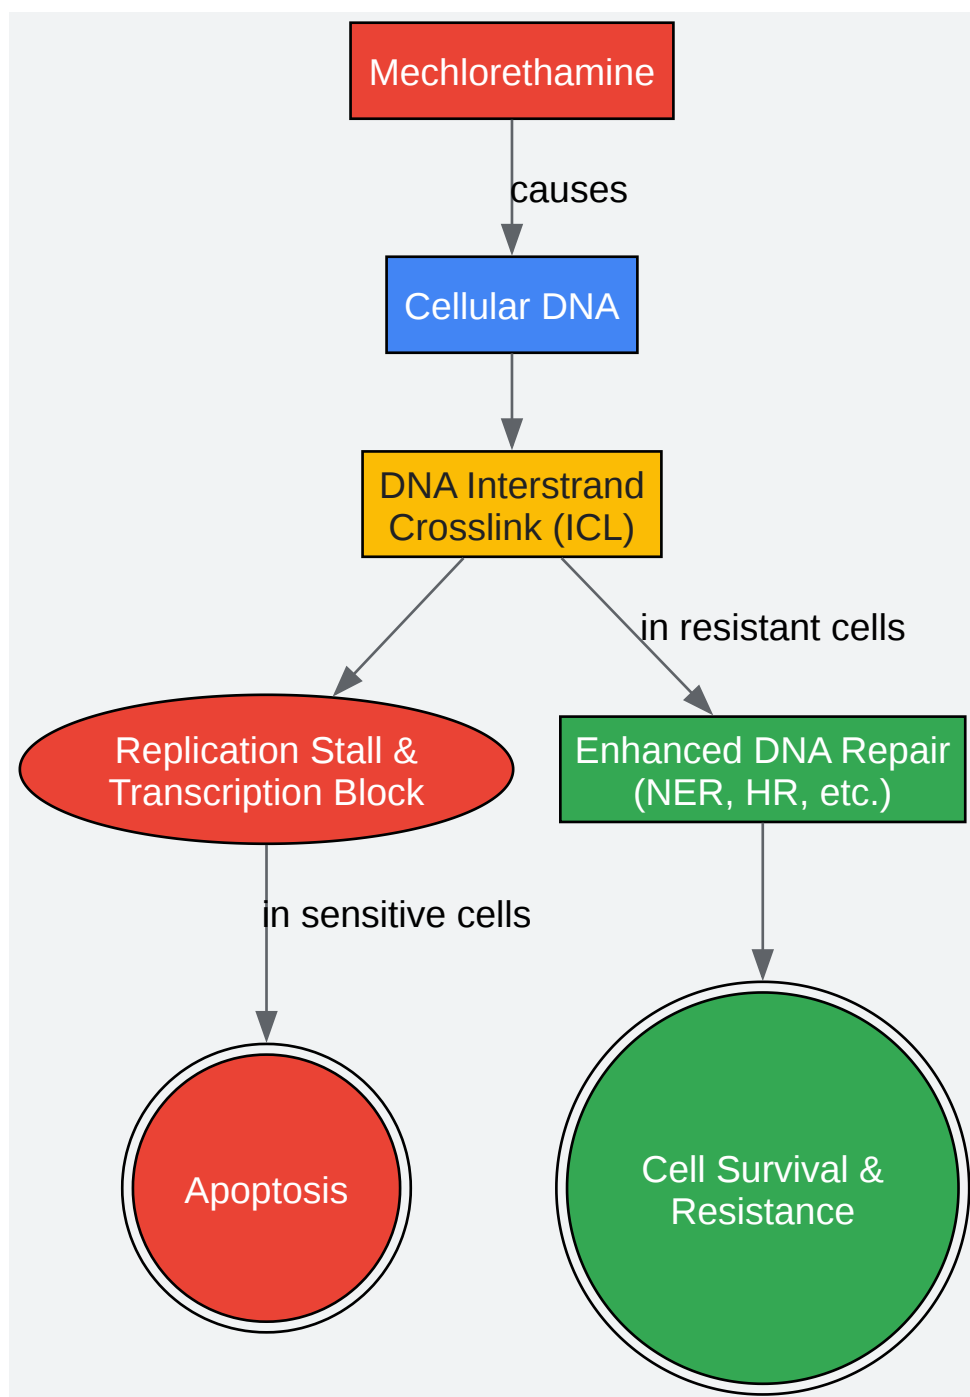 Mechlorethamine
causes
Cellular DNA
DNA Interstrand
Crosslink (ICL)
in resistant cells
Replication Stall &
Transcription Block
Enhanced DNA Repair
(NER, HR, etc.)
in sensitive cells
Apoptosis
Cell Survival &
Resistance